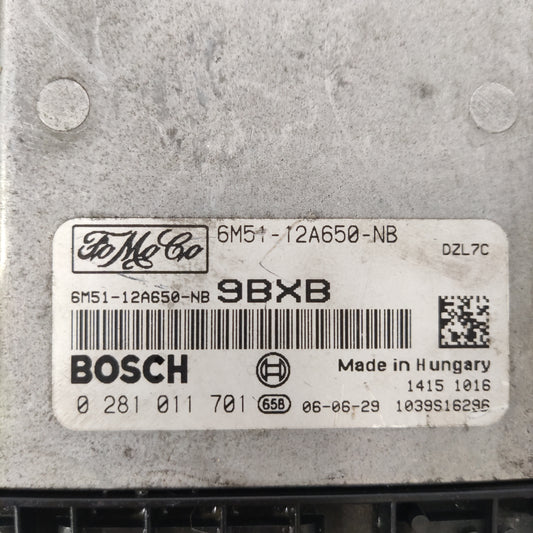 FoMoCo 6M51-12A650-NB
DZL7C
6M51-12A650-NB 9BXB
BOSCH Made in Hungary
1415 1016
0 281 011 701 65B 06-06-29 1039S16296